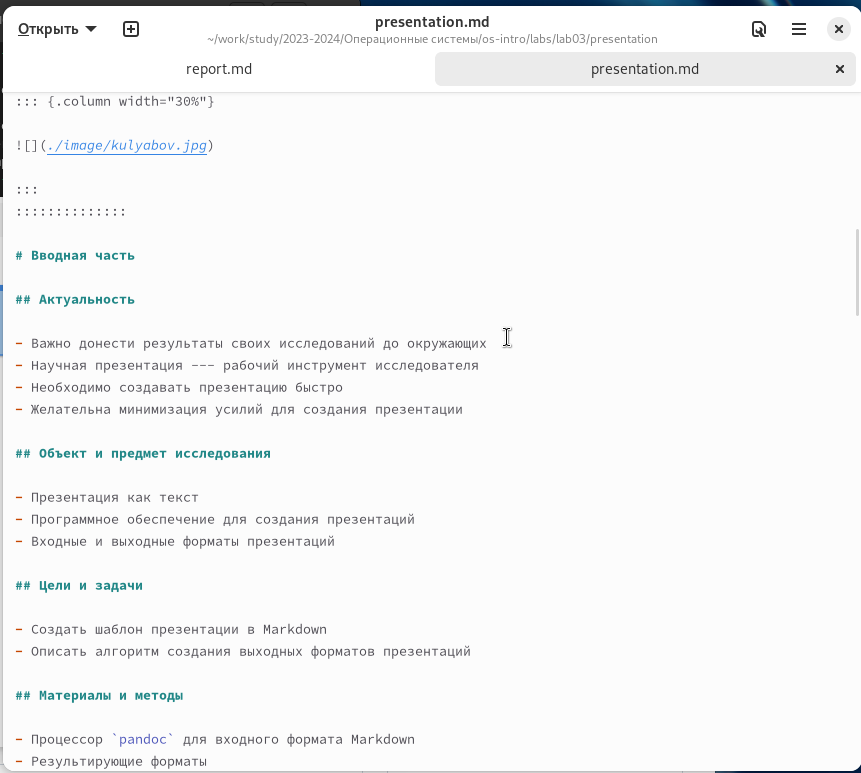 Открыть
presentation.md
~/work/study/2023-2024/Операционные системы/os-intro/labs/lab03/presentation
report.md
presentation.md
::: {.column width="30%"}
![](./image/kulyabov.jpg)
:::
::::::::::::::
# Вводная часть
## Актуальность
- Важно донести результаты своих исследований до окружающих
- Научная презентация --- рабочий инструмент исследователя
- Необходимо создавать презентацию быстро
- Желательна минимизация усилий для создания презентации
## Объект и предмет исследования
- Презентация как текст
- Программное обеспечение для создания презентаций
- Входные и выходные форматы презентаций
## Цели и задачи
- Создать шаблон презентации в Markdown
- Описать алгоритм создания выходных форматов презентаций
## Материалы и методы
- Процессор `pandoc` для входного формата Markdown
- Результирующие форматы